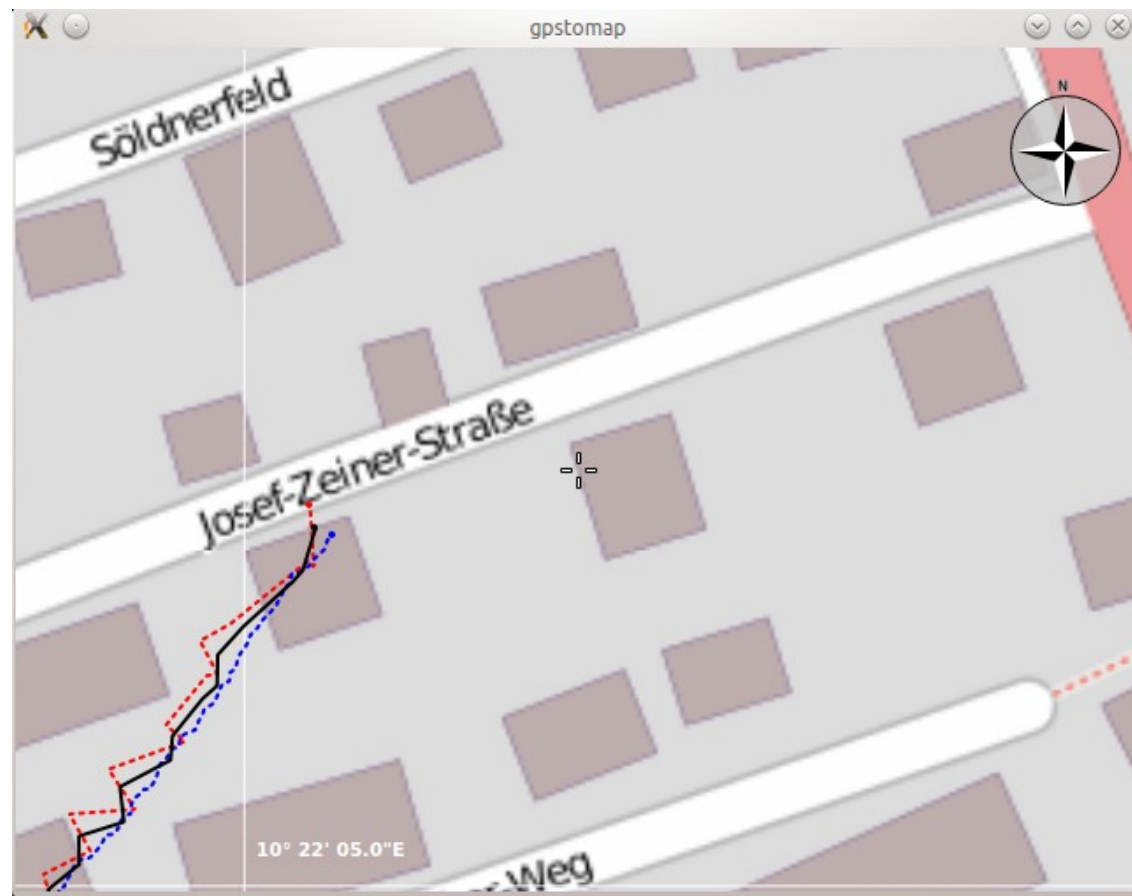 gpstomap
Söldnerfeld
N
Josef-Zeiner-Straße
10° 22' 05.0"E
-Weg